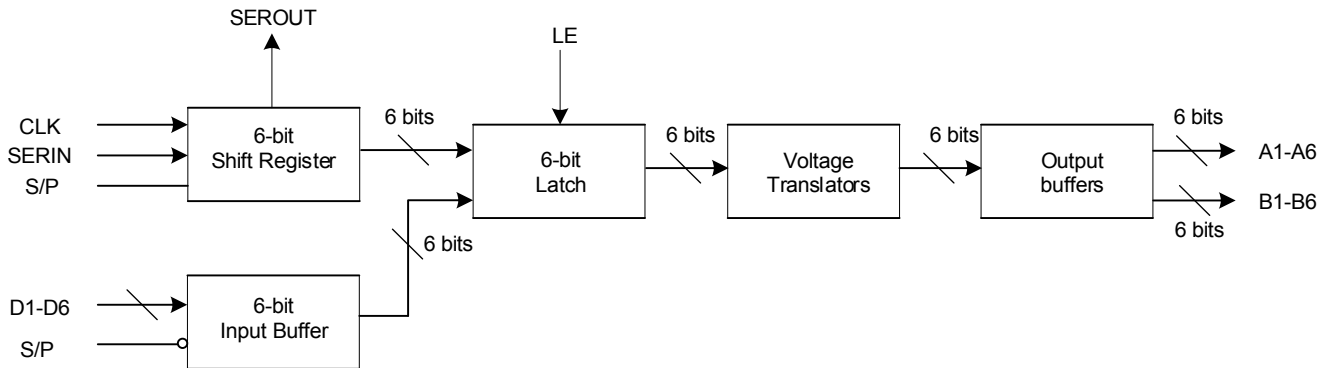 SEROUT
LE
CLK
SERIN
S/P
6-bit
Shift Register
6 bits
6-bit
Latch
6 bits
Voltage
Translators
6 bits
Output
buffers
6 bits
A1-A6
B1-B6
6 bits
6 bits
D1-D6
S/P
6-bit
Input Buffer